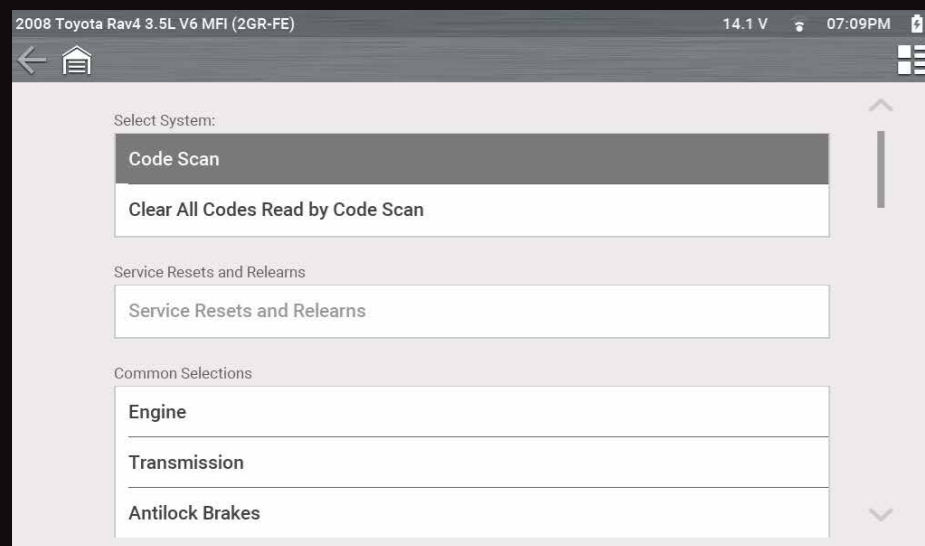 2008 Toyota Rav4 3.5L V6 MFI (2GR-FE) 14.1 V 07:09PM
Select System:
Code Scan
Clear All Codes Read by Code Scan
Service Resets and Relearns
Service Resets and Relearns
Common Selections
Engine
Transmission
Antilock Brakes